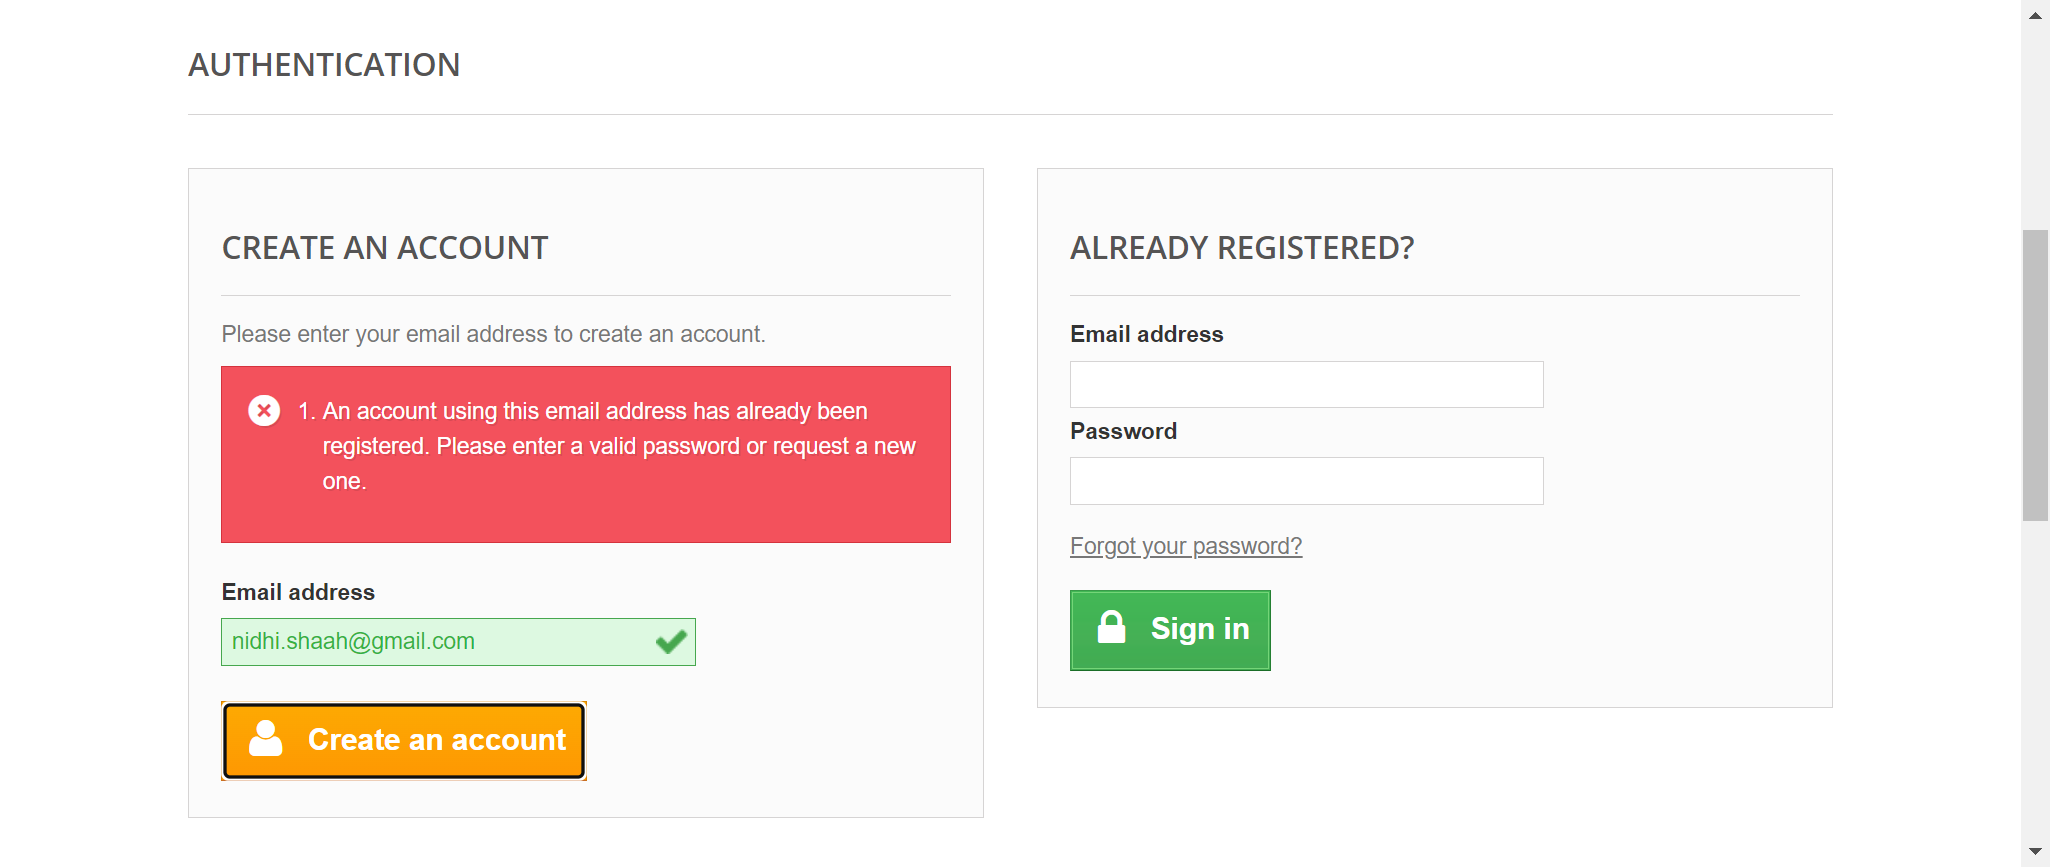 AUTHENTICATION
CREATE AN ACCOUNT
Please enter your email address to create an account.
1. An account using this email address has already been
registered. Please enter a valid password or request a new
one.
Email address
nidhi.shaah@gmail.com
Create an account
ALREADY REGISTERED?
Email address
Password
Forgot your password?
Sign in